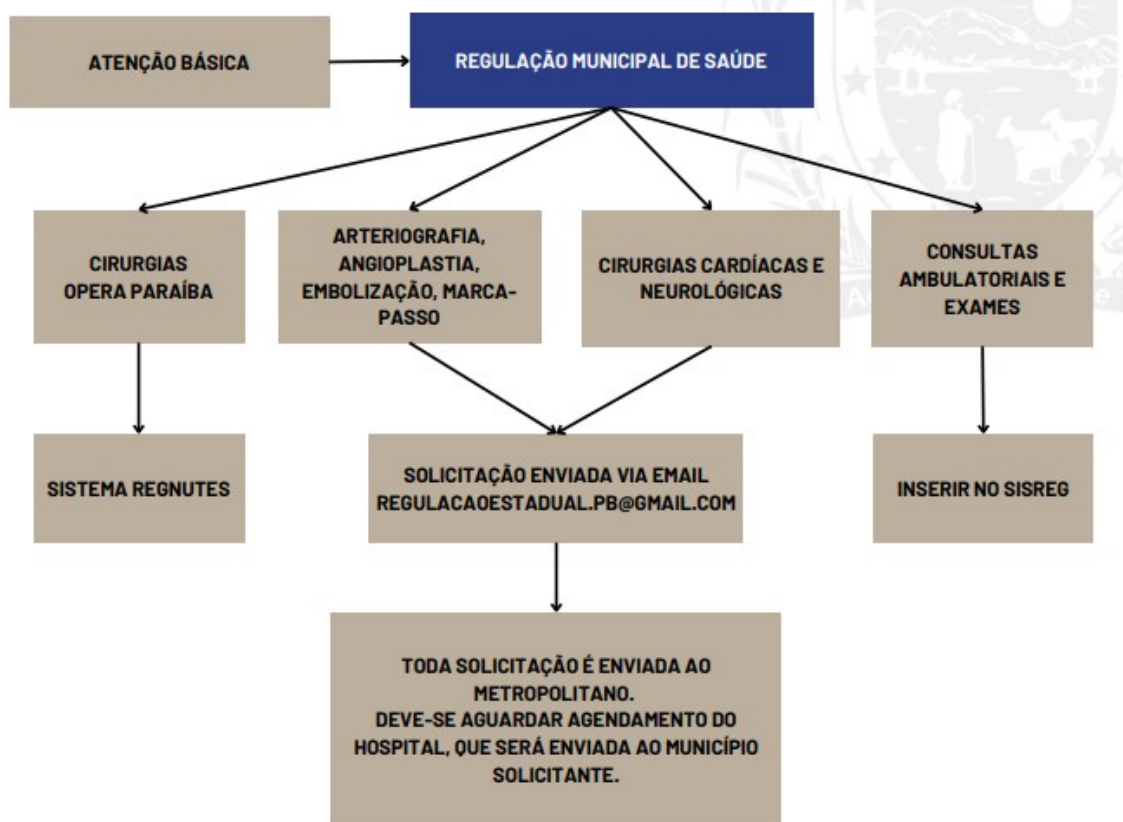 ATENÇÃO BÁSICA
REGULAÇÃO MUNICIPAL DE SAÚDE
CIRURGIAS
OPERA PARAÍBA
ARTERIOGRAFIA,
ANGIOPLASTIA,
EMBOLIZAÇÃO, MARCA-
PASSO
CIRURGIAS CARDÍACAS E
NEUROLÓGICAS
CONSULTAS
AMBULATORIAIS E
EXAMES
SISTEMA REGNUTES
SOLICITAÇÃO ENVIADA VIA EMAIL
REGULACAOESTADUAL.PB@GMAIL.COM
INSERIR NO SISREG
TODA SOLICITAÇÃO É ENVIADA AO
METROPOLITANO.
DEVE-SE AGUARDAR AGENDAMENTO DO
HOSPITAL, QUE SERÁ ENVIADA AO MUNICÍPIO
SOLICITANTE.